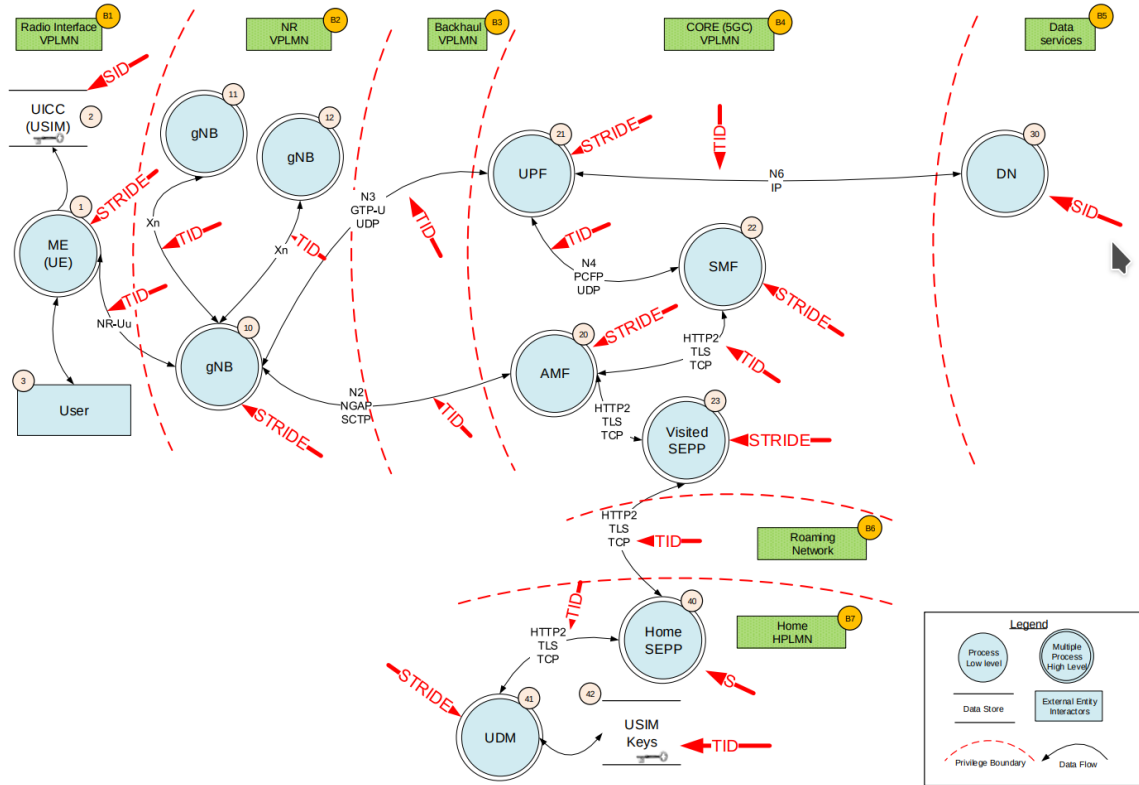 Radio Interface
VPLMN
B1
NR
VPLMN
B2
Backhaul
VPLMN
B3
CORE (5GC)
VPLMN
B4
Data
services
B5
SID
UICC
(USIM)
2
11
gNB
12
gNB
TID
21
UPF
STRIDE
30
DN
SID
N6
IP
N3
GTP-U
UDP
TID
STRIDE
1
ME
(UE)
Xn
TID
Xn
TID
TID
N4
PCFP
UDP
22
SMF
STRIDE
TID
NR-Uu
10
gNB
STRIDE
20
AMF
STRIDE
HTTP2
TLS
TCP
TID
3
User
N2
NGAP
SCTP
TID
HTTP2
TLS
TCP
23
Visited
SEPP
STRIDE
HTTP2
TLS
TCP
TID
Roaming
Network
B6
TID
HTTP2
TLS
TCP
40
Home
SEPP
S
Home
HPLMN
B7
STRIDE
41
UDM
42
USIM
Keys
TID
Legend
Process
Low level
Multiple
Process
High Level
Data Store
External Entity
Interactors
Privilege Boundary
Data Flow